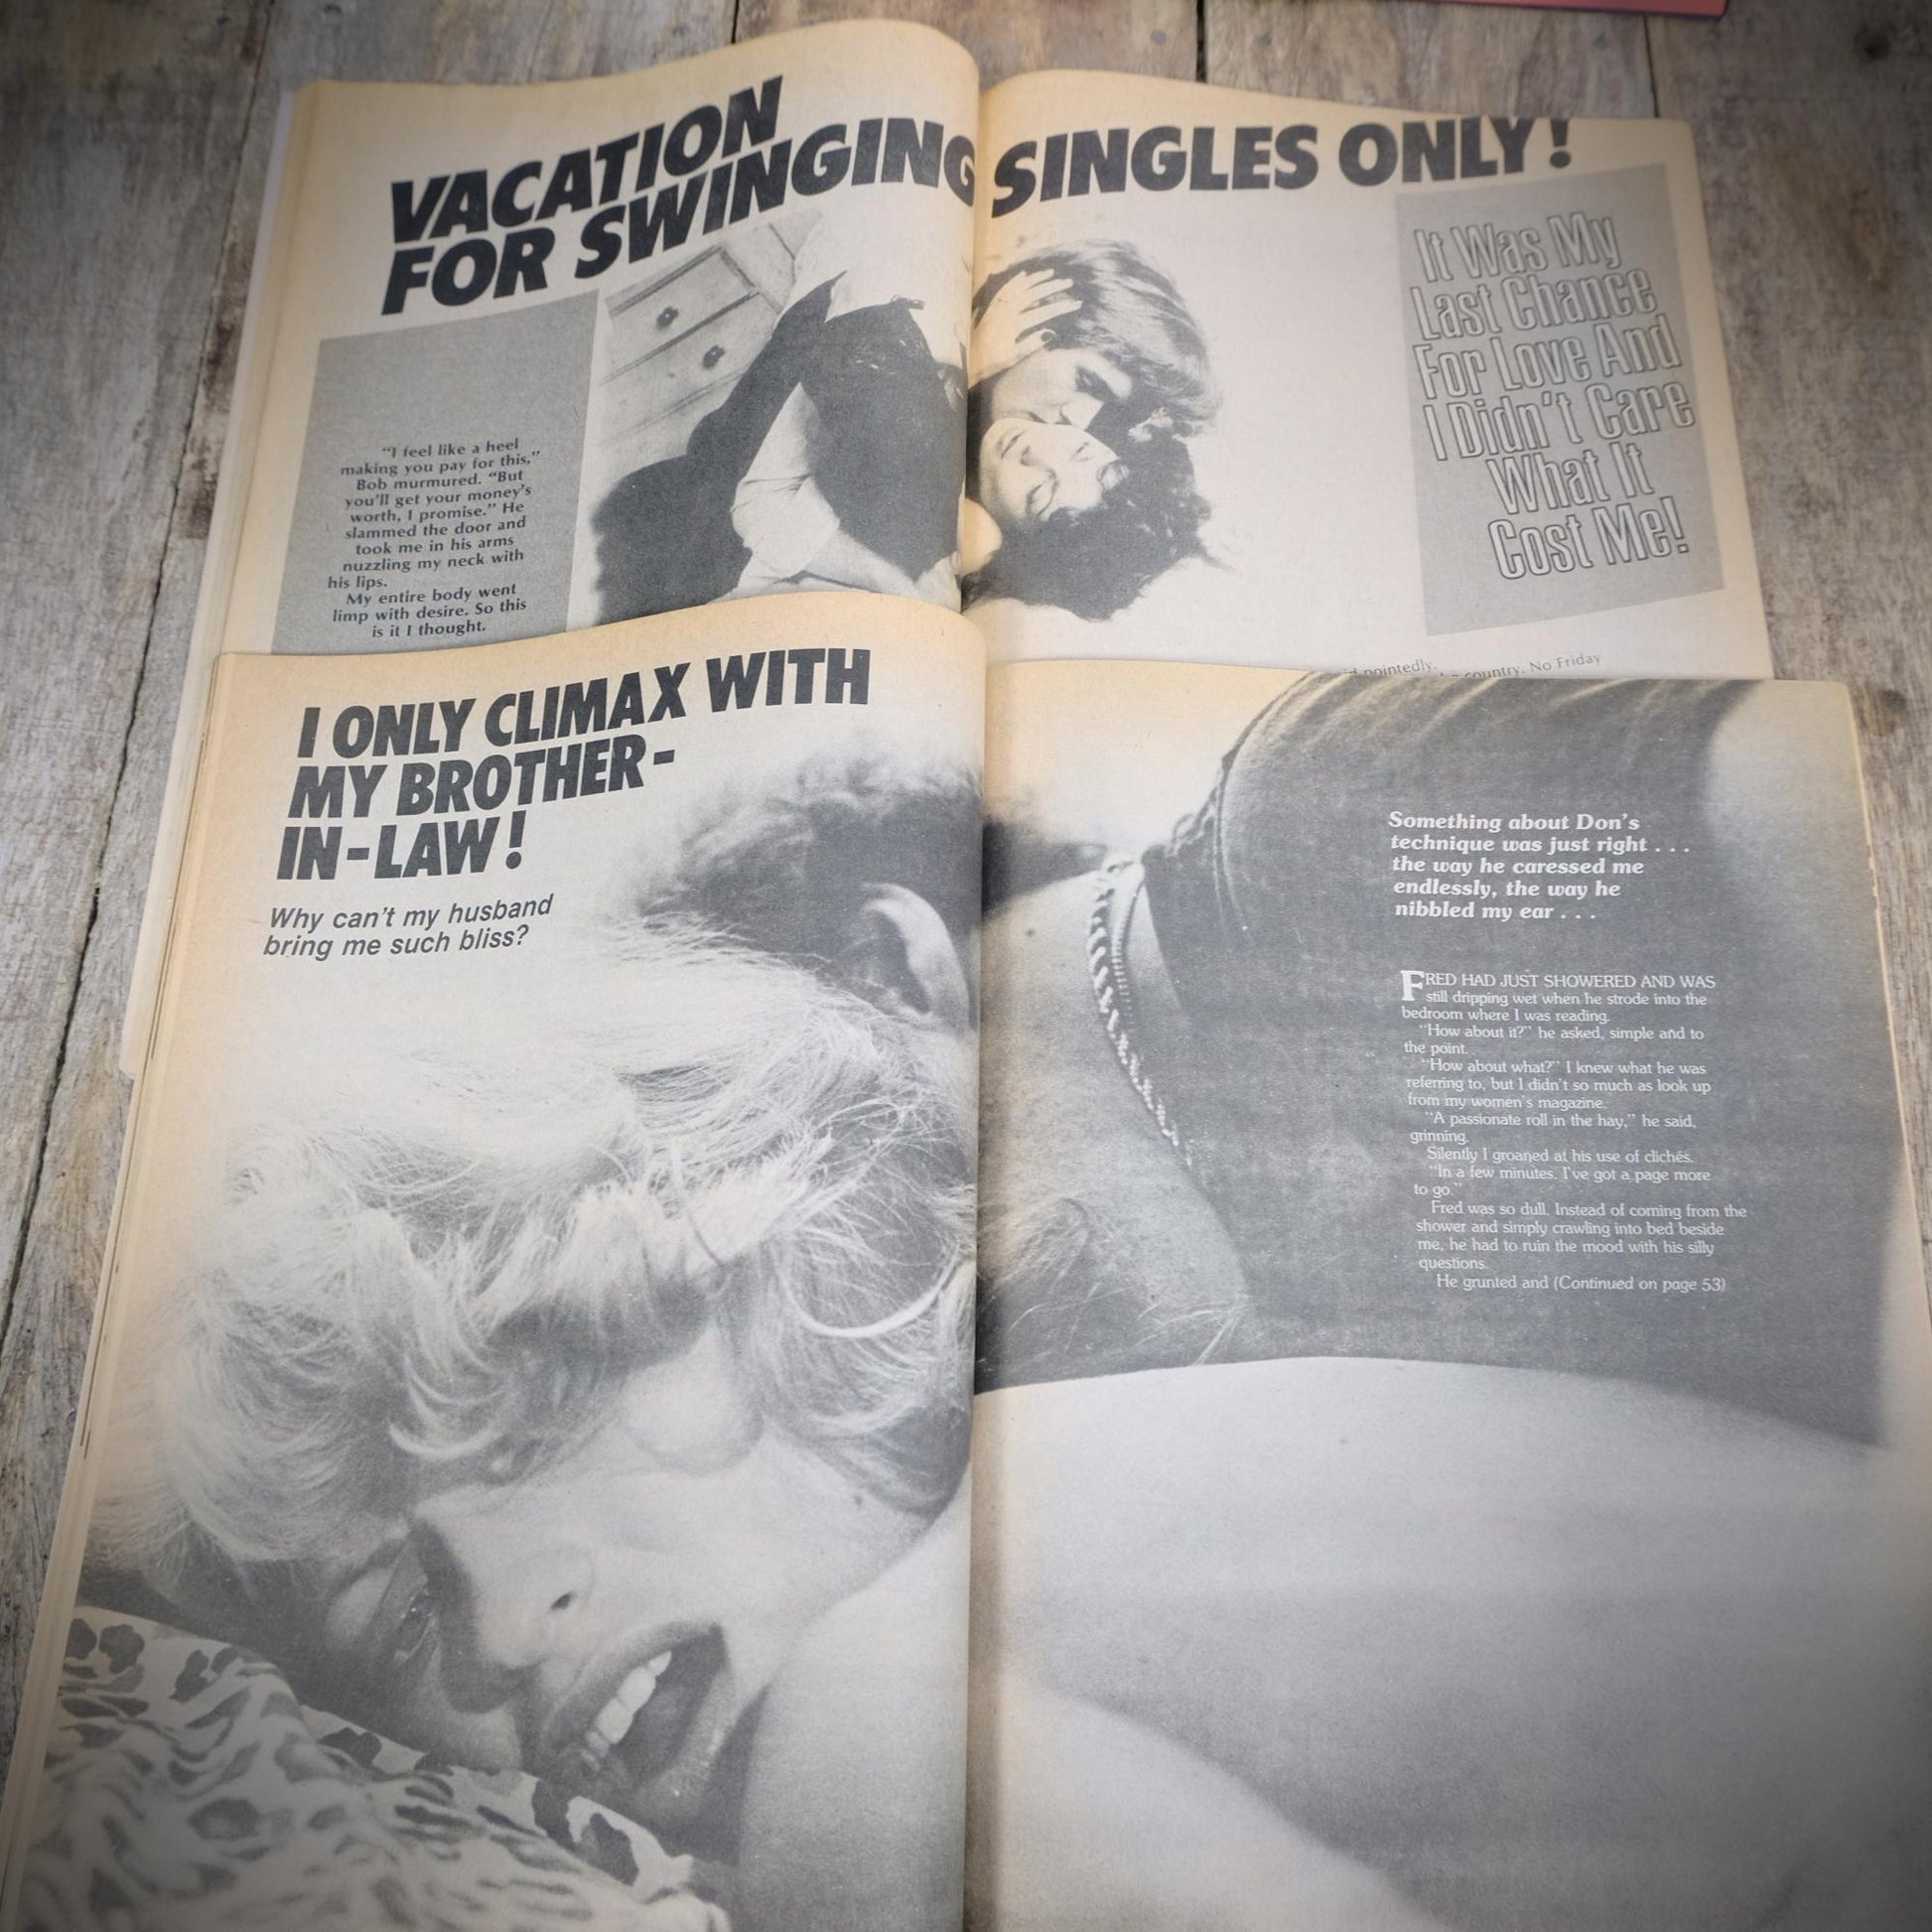 VACATION
FOR SWINGING SINGLES ONLY!
"I feel like a heel
making you pay for this,"
Bob murmured. "But
you'll get your money's
worth, I promise." He
slammed the door and
took me in his arms
nuzzling my neck with
his lips.
My entire body went
limp with desire. So this
is it I thought.
It Was My
Last Chance
For Love And
I Didn't Care
What It
Cost Me!
pointedly.
country. No Friday
I ONLY CLIMAX WITH
MY BROTHER-
IN-LAW!
Why can't my husband
bring me such bliss?
Something about Don's
technique was just right . . .
the way he caressed me
endlessly, the way he
nibbled my ear . . .
FRED HAD JUST SHOWERED AND WAS
still dripping wet when he strode into the
bedroom where I was reading.
"How about it?" he asked, simple and to
the point.
"How about what?" I knew what he was
referring to, but I didn't so much as look up
from my women's magazine.
"A passionate roll in the hay," he said,
grinning.
Silently I groaned at his use of clichés.
"In a few minutes. I've got a page more
to go."
Fred was so dull. Instead of coming from the
shower and simply crawling into bed beside
me, he had to ruin the mood with his silly
questions.
He grunted and (Continued on page 53)